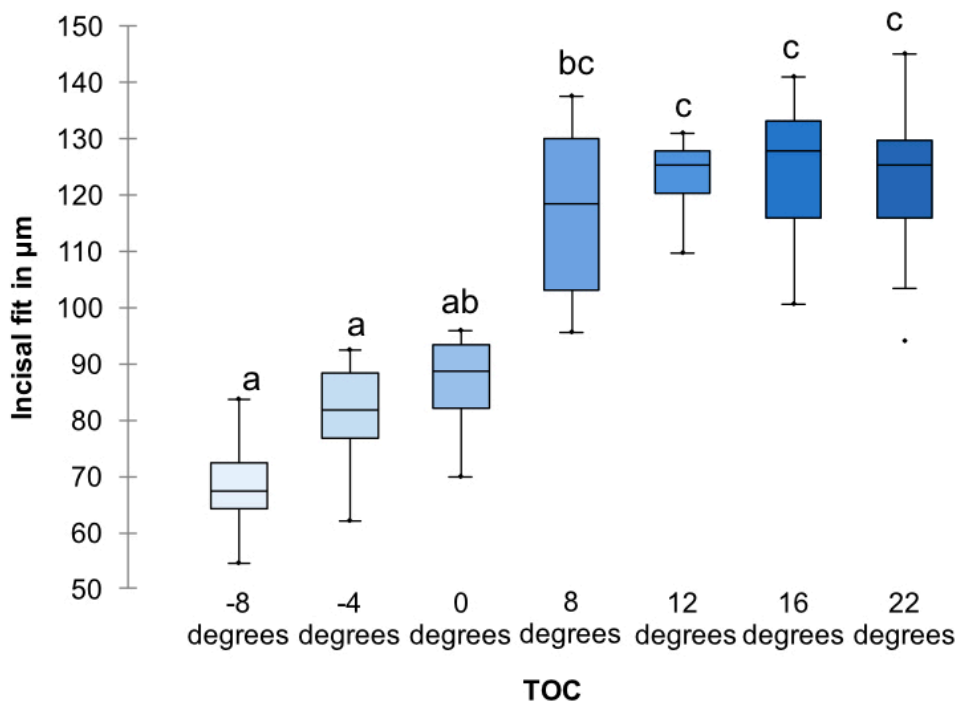 150
140
130
120
110
100
90
80
70
60
50
Incisal fit in µm
a
a
ab
bc
c
c
c
-8 degrees
-4 degrees
0 degrees
8 degrees
12 degrees
16 degrees
22 degrees
TOC